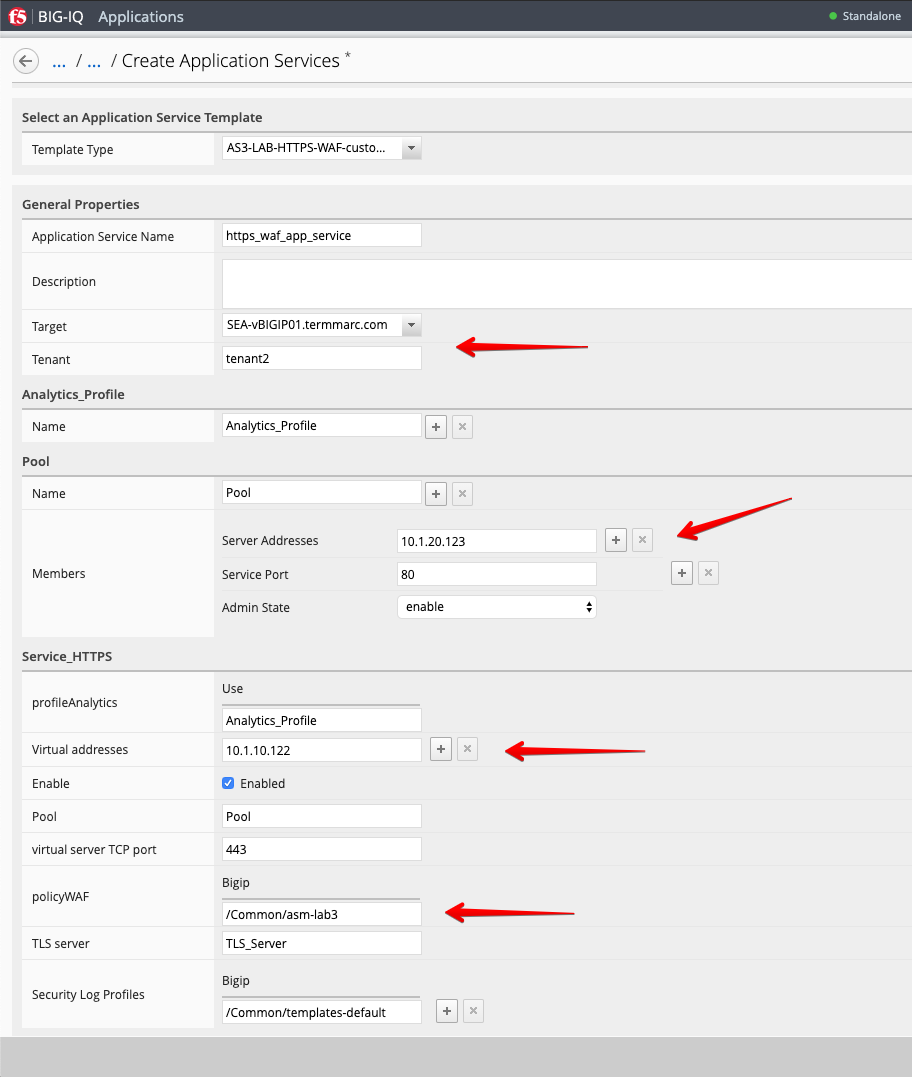 f5 BIG-IQ Applications Standalone
... / ... / Create Application Services *
Select an Application Service Template
Template Type AS3-LAB-HTTPS-WAF-custo...
General Properties
Application Service Name https_waf_app_service
Description
Target SEA-vBIGIP01.termmarc.com
Tenant tenant2
Analytics_Profile
Name Analytics_Profile + ×
Pool
Name Pool + ×
Members
Server Addresses 10.1.20.123 + ×
Service Port 80 + ×
Admin State enable
Service_HTTPS
profileAnalytics
Use
Analytics_Profile
Virtual addresses 10.1.10.122 + ×
Enable Enabled
Pool Pool
virtual server TCP port 443
policyWAF
Bigip
/Common/asm-lab3
TLS server TLS_Server
Security Log Profiles
Bigip
/Common/templates-default + ×